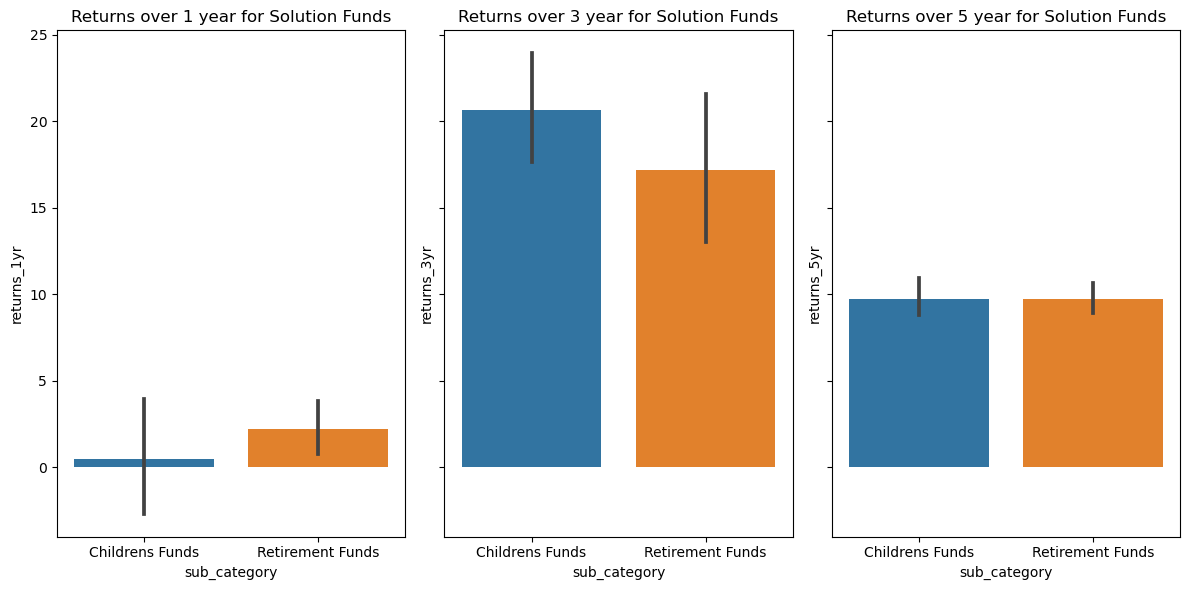 Returns over 1 year for Solution Funds
25
20
15
10
5
0
returns_1yr
Childrens Funds
Retirement Funds
sub_category
Returns over 3 year for Solution Funds
returns_3yr
Childrens Funds
Retirement Funds
sub_category
Returns over 5 year for Solution Funds
returns_5yr
Childrens Funds
Retirement Funds
sub_category